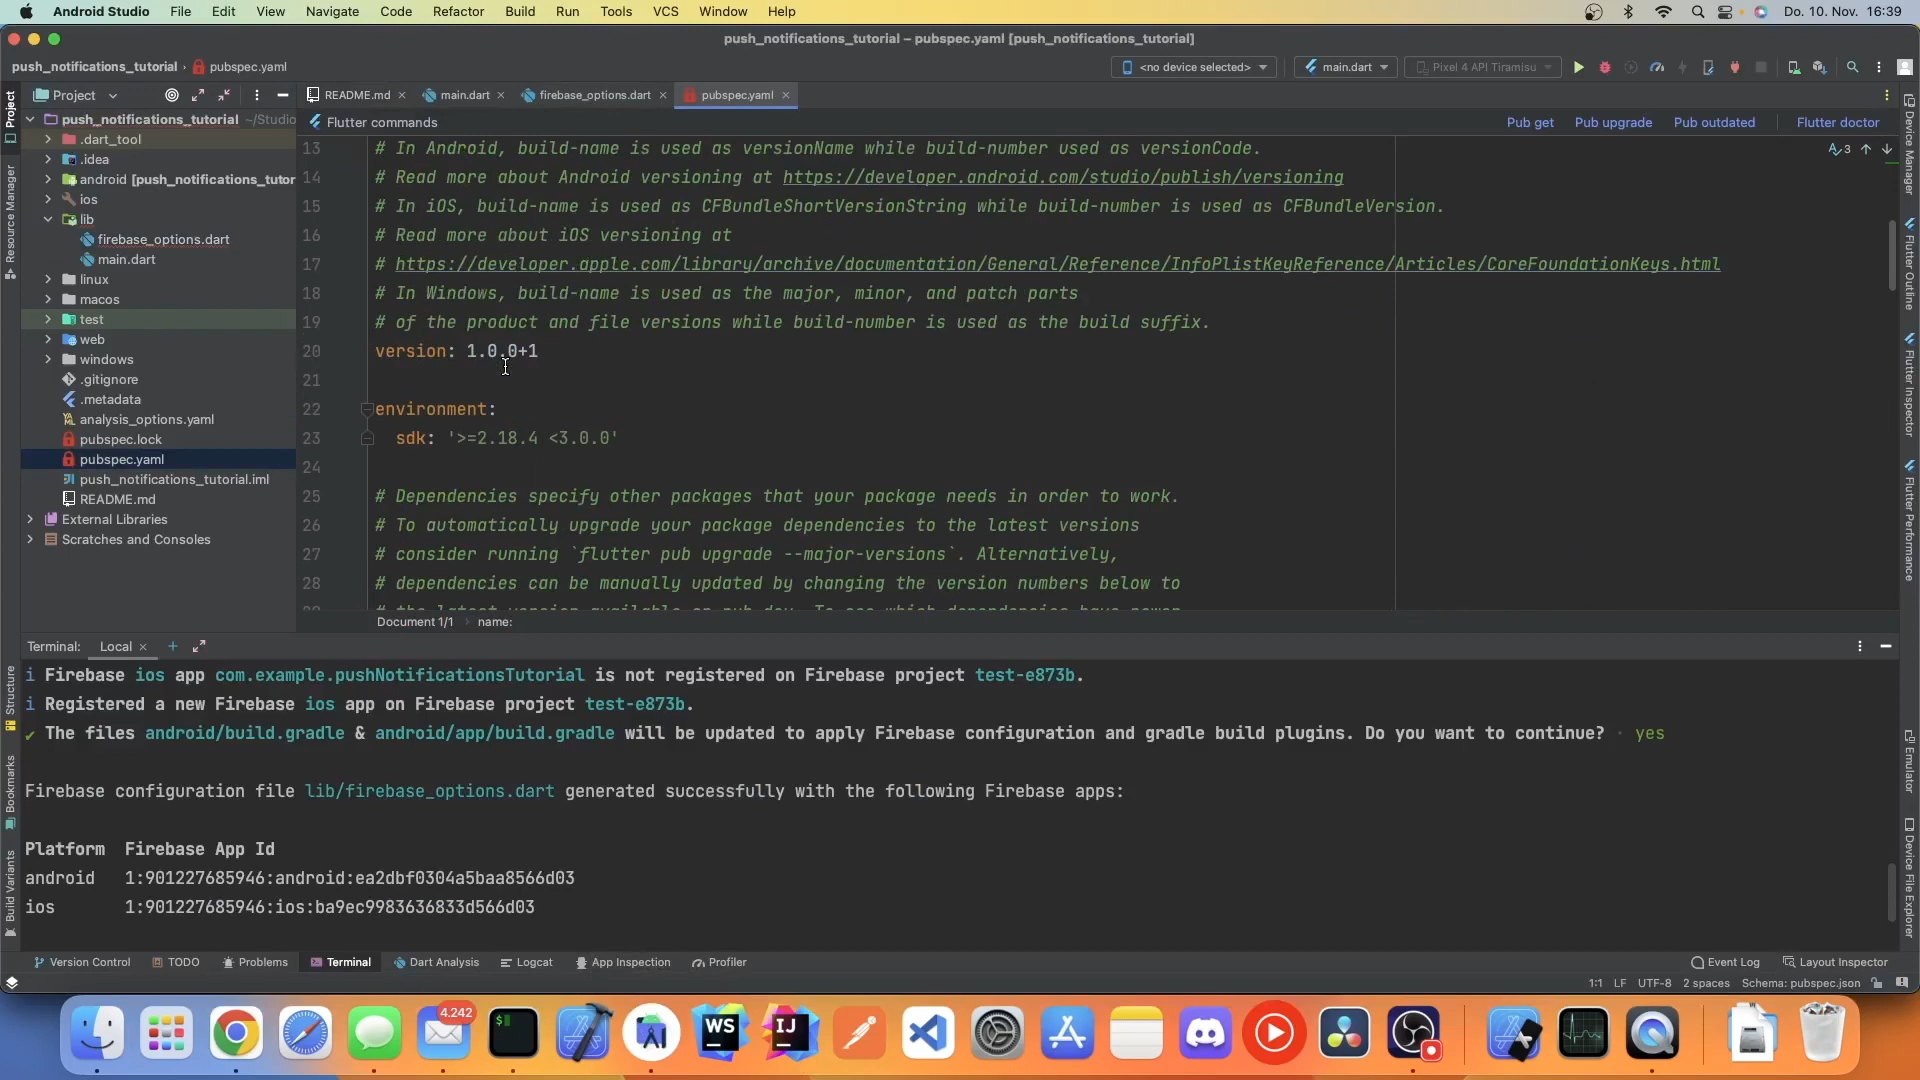 Android Studio File Edit View Navigate Code Refactor Build Run Tools VCS Window Help Do. 10. Nov. 16:39
push_notifications_tutorial – pubspec.yaml [push_notifications_tutorial]
push_notifications_tutorial pubspec.yaml <no device selected> main.dart Pixel 4 API Tiramisu
Project README.md main.dart firebase_options.dart pubspec.yaml
Flutter commands Pub get Pub upgrade Pub outdated Flutter doctor
push_notifications_tutorial ~/Studio
.dart_tool
.idea
android [push_notifications_tutor
ios
lib
firebase_options.dart
main.dart
linux
macos
test
web
windows
.gitignore
.metadata
analysis_options.yaml
pubspec.lock
pubspec.yaml
push_notifications_tutorial.iml
README.md
External Libraries
Scratches and Consoles
13 # In Android, build-name is used as versionName while build-number used as versionCode.
14 # Read more about Android versioning at https://developer.android.com/studio/publish/versioning
15 # In iOS, build-name is used as CFBundleShortVersionString while build-number is used as CFBundleVersion.
16 # Read more about iOS versioning at
17 # https://developer.apple.com/library/archive/documentation/General/Reference/InfoPlistKeyReference/Articles/CoreFoundationKeys.html
18 # In Windows, build-name is used as the major, minor, and patch parts
19 # of the product and file versions while build-number is used as the build suffix.
20 version: 1.0.0+1
21
22 environment:
23 sdk: '>=2.18.4 <3.0.0'
24
25 # Dependencies specify other packages that your package needs in order to work.
26 # To automatically upgrade your package dependencies to the latest versions
27 # consider running `flutter pub upgrade --major-versions`. Alternatively,
28 # dependencies can be manually updated by changing the version numbers below to
3
Document 1/1 name:
Project
Resource Manager
Structure
Bookmarks
Build Variants
Device Manager
Flutter Outline
Flutter Inspector
Flutter Performance
Emulator
Device File Explorer
Terminal: Local
i Firebase ios app com.example.pushNotificationsTutorial is not registered on Firebase project test-e873b.
i Registered a new Firebase ios app on Firebase project test-e873b.
✔ The files android/build.gradle & android/app/build.gradle will be updated to apply Firebase configuration and gradle build plugins. Do you want to continue? · yes
Firebase configuration file lib/firebase_options.dart generated successfully with the following Firebase apps:
Platform Firebase App Id
android 1:901227685946:android:ea2dbf0304a5baa8566d03
ios 1:901227685946:ios:ba9ec9983636833d566d03
Version Control TODO Problems Terminal Dart Analysis Logcat App Inspection Profiler Event Log Layout Inspector
1:1 LF UTF-8 2 spaces Schema: pubspec.json
4.242
WS
IJ